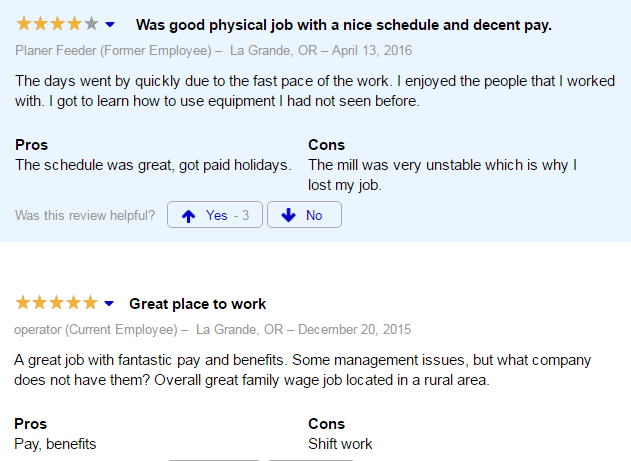 Was good physical job with a nice schedule and decent pay.
Planer Feeder (Former Employee) – La Grande, OR – April 13, 2016
The days went by quickly due to the fast pace of the work. I enjoyed the people that I worked
with. I got to learn how to use equipment I had not seen before.
Pros
The schedule was great, got paid holidays.
Cons
The mill was very unstable which is why I
lost my job.
Was this review helpful? Yes - 3 No
Great place to work
operator (Current Employee) – La Grande, OR – December 20, 2015
A great job with fantastic pay and benefits. Some management issues, but what company
does not have them? Overall great family wage job located in a rural area.
Pros
Pay, benefits
Cons
Shift work